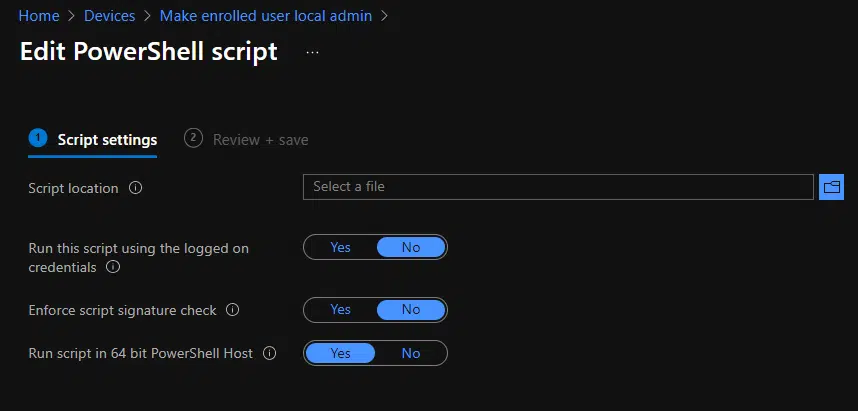 Home > Devices > Make enrolled user local admin >
Edit PowerShell script ...
1 Script settings 2 Review + save
Script location Select a file
Run this script using the logged on
credentials Yes No
Enforce script signature check Yes No
Run script in 64 bit PowerShell Host Yes No